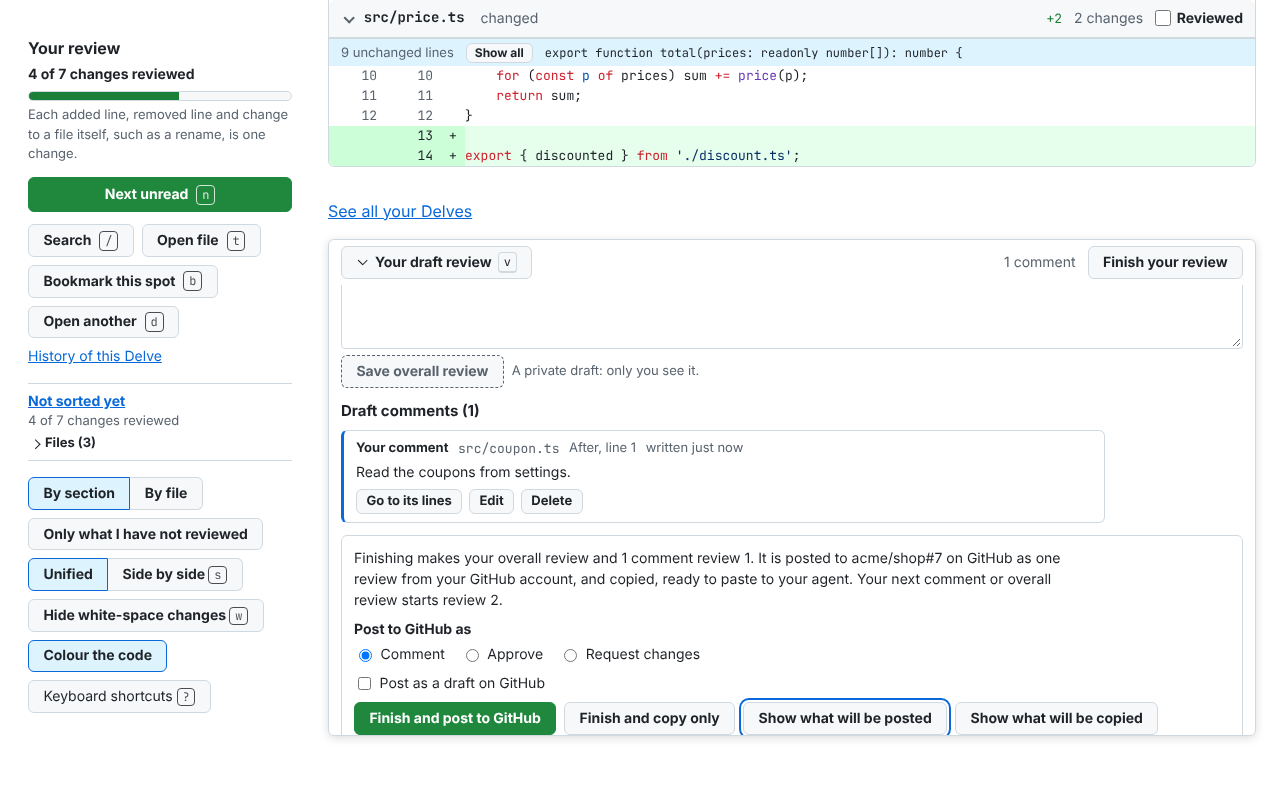 Your review
4 of 7 changes reviewed
Each added line, removed line and change
to a file itself, such as a rename, is one
change.
Next unread n
Search /
Open file t
Bookmark this spot b
Open another d
History of this Delve
Not sorted yet
4 of 7 changes reviewed
Files (3)
By section
By file
Only what I have not reviewed
Unified
Side by side s
Hide white-space changes w
Colour the code
Keyboard shortcuts ?
src/price.ts changed +2 2 changes Reviewed
9 unchanged lines Show all export function total(prices: readonly number[]): number {
10 10 for (const p of prices) sum += price(p);
11 11 return sum;
12 12 }
13 +
14 + export { discounted } from './discount.ts';
See all your Delves
Your draft review v 1 comment Finish your review
Save overall review A private draft: only you see it.
Draft comments (1)
Your comment src/coupon.ts After, line 1 written just now
Read the coupons from settings.
Go to its lines Edit Delete
Finishing makes your overall review and 1 comment review 1. It is posted to acme/shop#7 on GitHub as one
review from your GitHub account, and copied, ready to paste to your agent. Your next comment or overall
review starts review 2.
Post to GitHub as
Comment Approve Request changes
Post as a draft on GitHub
Finish and post to GitHub Finish and copy only Show what will be posted Show what will be copied